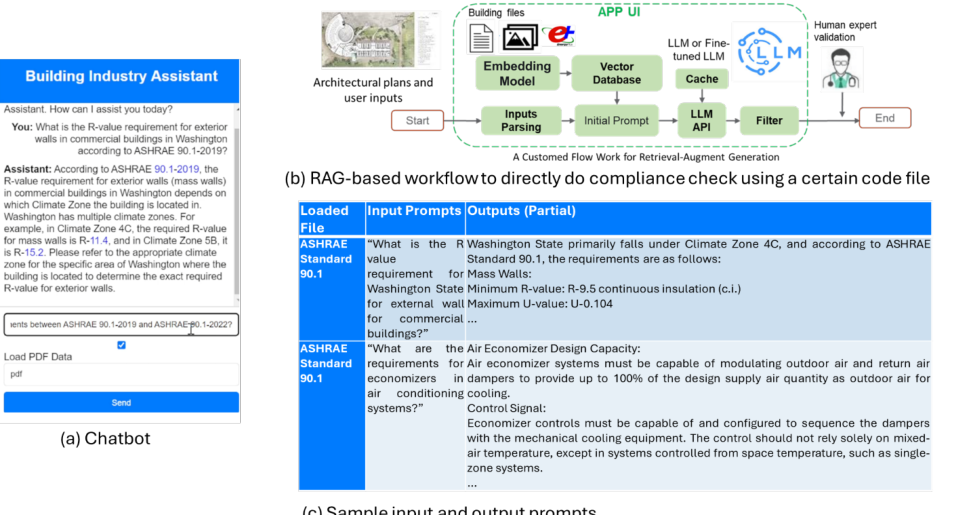 Building Industry Assistant
Assistant. How can I assist you today?
You: What is the R-value requirement for exterior
walls in commercial buildings in Washington
according to ASHRAE 90.1-2019?
Assistant: According to ASHRAE 90.1-2019, the
R-value requirement for exterior walls (mass walls)
in commercial buildings in Washington depends on
which Climate Zone the building is located in.
Washington has multiple climate zones. For
example, in Climate Zone 4C, the required R-value
for mass walls is R-11.4, and in Climate Zone 5B, it
is R-15.2. Please refer to the appropriate climate
zone for the specific area of Washington where the
building is located to determine the exact required
R-value for exterior walls.
between ASHRAE 90.1-2019 and ASHRAE 90.1-2022?
Load PDF Data
pdf
Send
(a) Chatbot
APP UI
Building files
Architectural plans and
user inputs
Embedding
Model
Vector
Database
LLM or Fine-
tuned LLM
Cache
LLM
Human expert
validation
Start
Inputs
Parsing
Initial Prompt
LLM
API
Filter
End
A Customed Flow Work for Retrieval-Augment Generation
(b) RAG-based workflow to directly do compliance check using a certain code file
Loaded
File
Input Prompts
Outputs (Partial)
ASHRAE
Standard
90.1
"What is the R
value
requirement for
Washington State
for external wall
for commercial
buildings?"
Washington State primarily falls under Climate Zone 4C, and according to ASHRAE
Standard 90.1, the requirements are as follows:
Mass Walls:
Minimum R-value: R-9.5 continuous insulation (c.i.)
Maximum U-value: U-0.104
...
ASHRAE
Standard
90.1
"What are the
requirements for
economizers in
air conditioning
systems?"
Air Economizer Design Capacity:
Air economizer systems must be capable of modulating outdoor air and return air
dampers to provide up to 100% of the design supply air quantity as outdoor air for
cooling.
Control Signal:
Economizer controls must be capable of and configured to sequence the dampers
with the mechanical cooling equipment. The control should not rely solely on mixed-
air temperature, except in systems controlled from space temperature, such as single-
zone systems.
...
(c) Sample input and output prompts